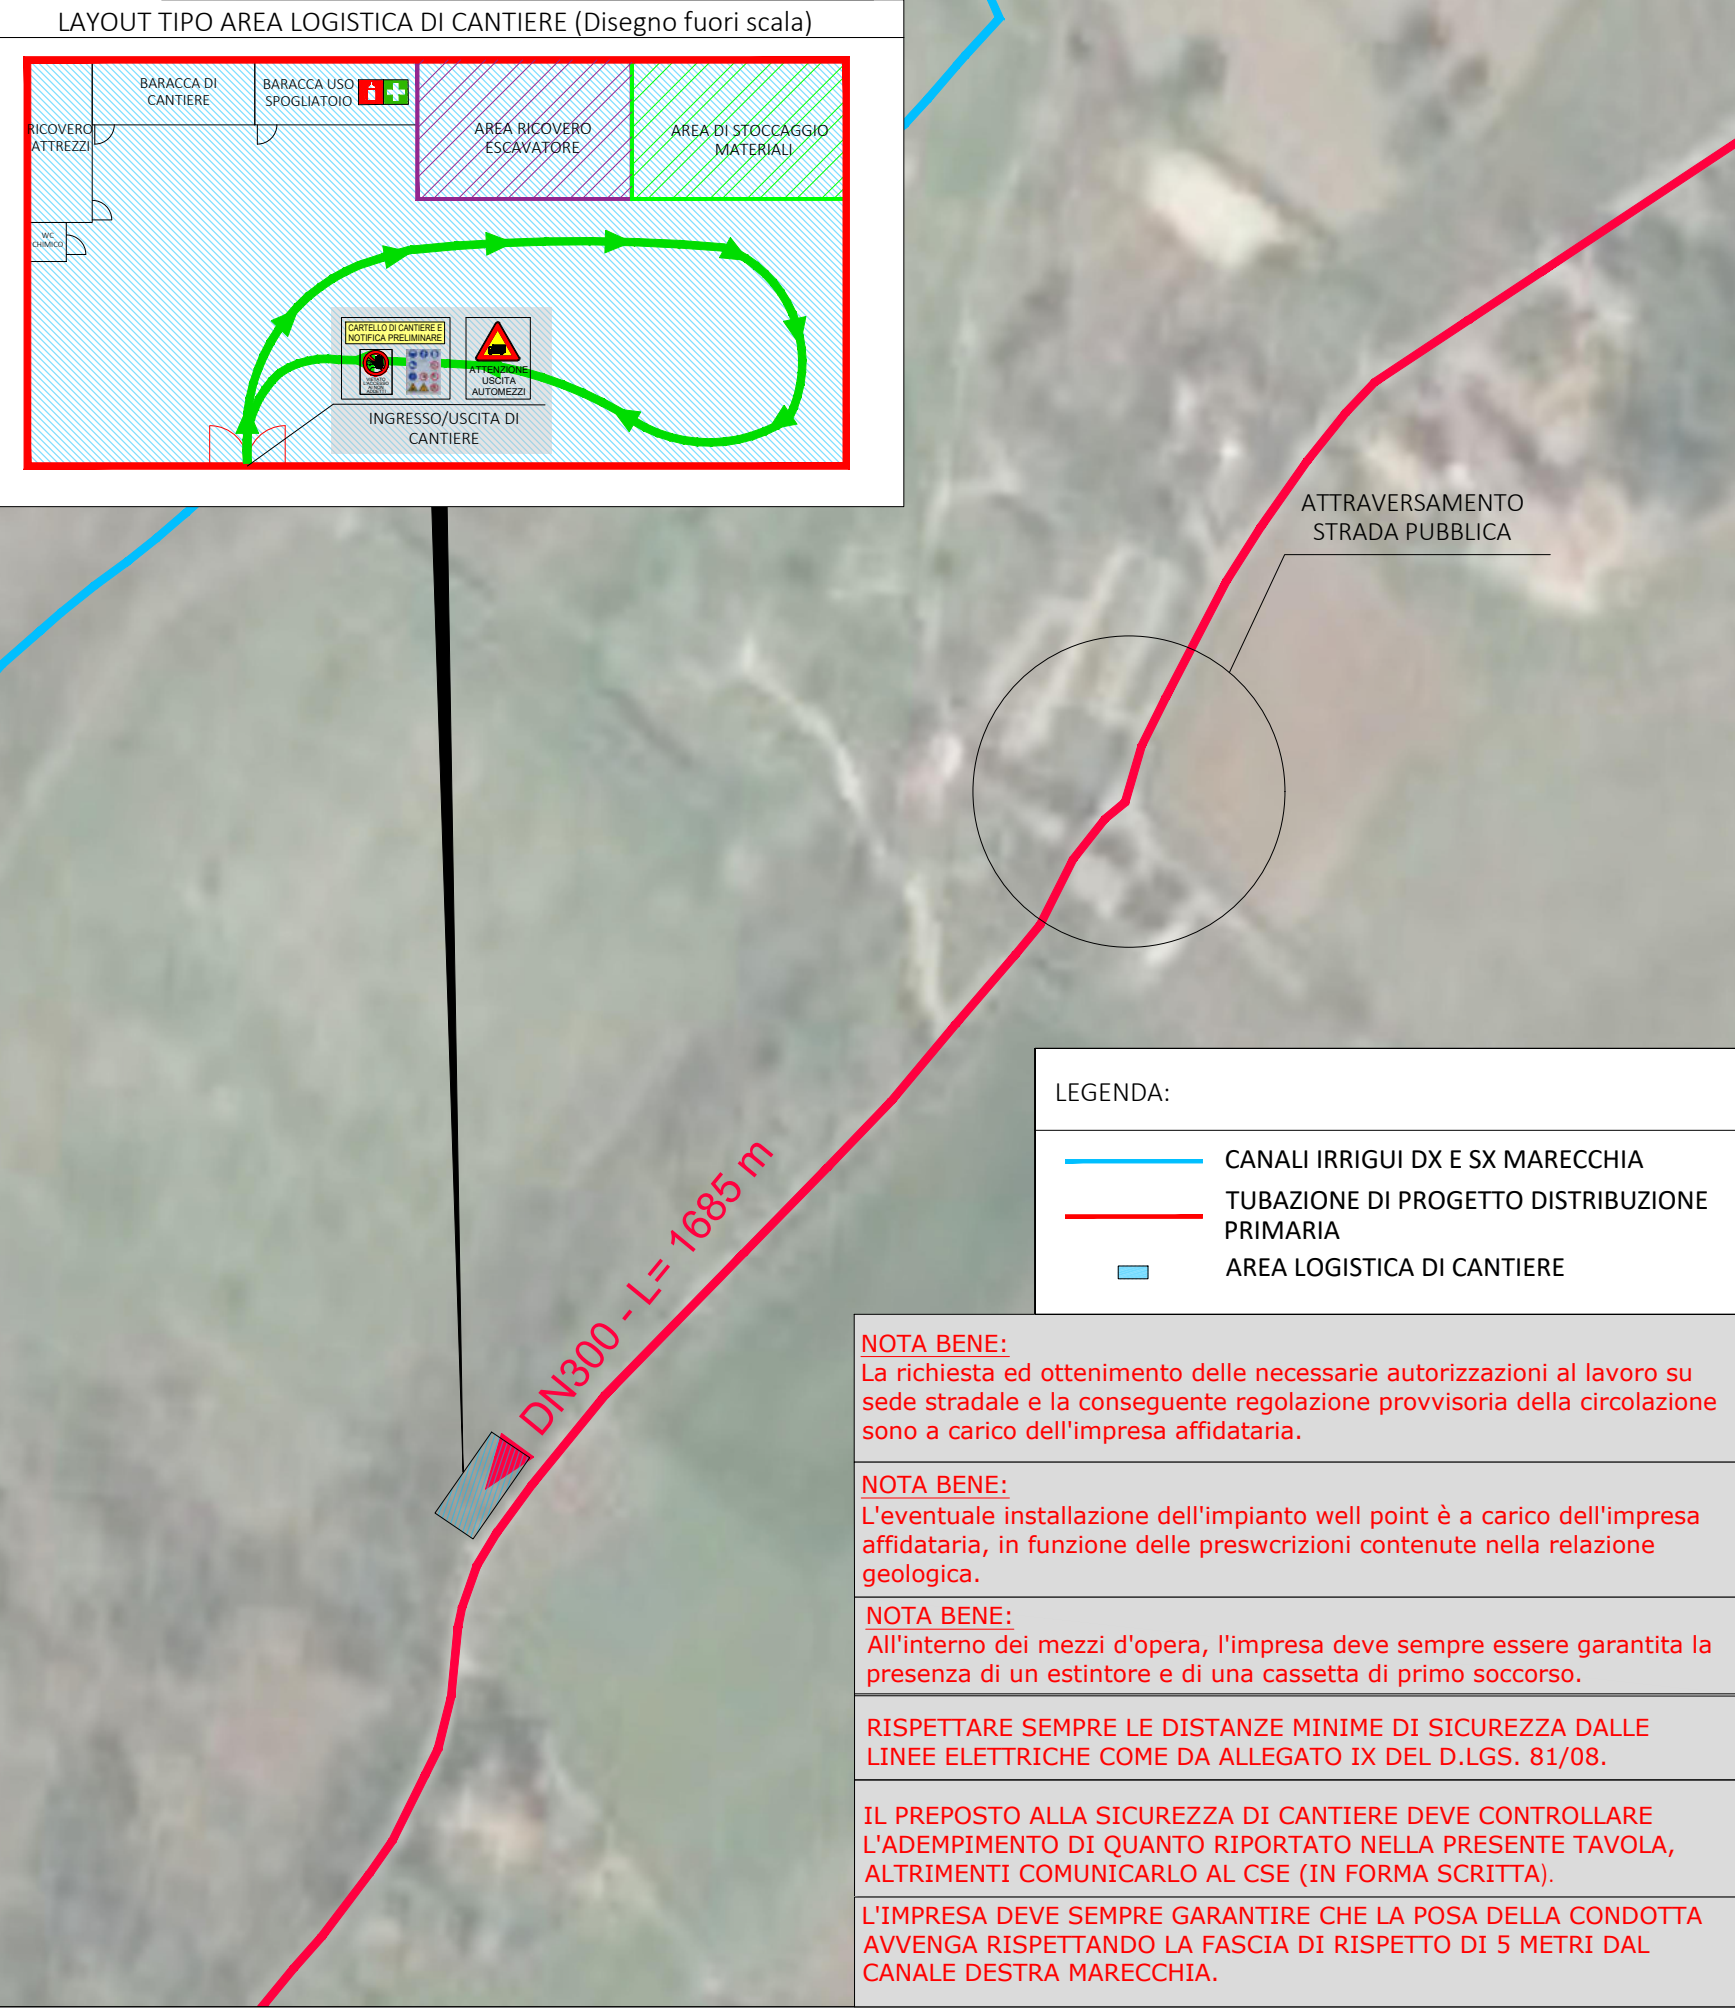 LAYOUT TIPO AREA LOGISTICA DI CANTIERE (Disegno fuori scala)
BARACCA DI
CANTIERE
BARACCA USO
SPOGLIATOIO
RICOVERO
ATTREZZI
AREA RICOVERO
ESCAVATORE
AREA DI STOCCAGGIO
MATERIALI
WC
CHIMICO
CARTELLO DI CANTIERE E
NOTIFICA PRELIMINARE
VIETATO
L'ACCESSO
AI NON
ADDETTI
ATTENZIONE
USCITA
AUTOMEZZI
INGRESSO/USCITA DI
CANTIERE
ATTRAVERSAMENTO
STRADA PUBBLICA
DN300 - L= 1685 m
LEGENDA:
CANALI IRRIGUI DX E SX MARECCHIA
TUBAZIONE DI PROGETTO DISTRIBUZIONE
PRIMARIA
AREA LOGISTICA DI CANTIERE
NOTA BENE:
La richiesta ed ottenimento delle necessarie autorizzazioni al lavoro su
sede stradale e la conseguente regolazione provvisoria della circolazione
sono a carico dell'impresa affidataria.
NOTA BENE:
L'eventuale installazione dell'impianto well point è a carico dell'impresa
affidataria, in funzione delle preswcrizioni contenute nella relazione
geologica.
NOTA BENE:
All'interno dei mezzi d'opera, l'impresa deve sempre essere garantita la
presenza di un estintore e di una cassetta di primo soccorso.
RISPETTARE SEMPRE LE DISTANZE MINIME DI SICUREZZA DALLE
LINEE ELETTRICHE COME DA ALLEGATO IX DEL D.LGS. 81/08.
IL PREPOSTO ALLA SICUREZZA DI CANTIERE DEVE CONTROLLARE
L'ADEMPIMENTO DI QUANTO RIPORTATO NELLA PRESENTE TAVOLA,
ALTRIMENTI COMUNICARLO AL CSE (IN FORMA SCRITTA).
L'IMPRESA DEVE SEMPRE GARANTIRE CHE LA POSA DELLA CONDOTTA
AVVENGA RISPETTANDO LA FASCIA DI RISPETTO DI 5 METRI DAL
CANALE DESTRA MARECCHIA.